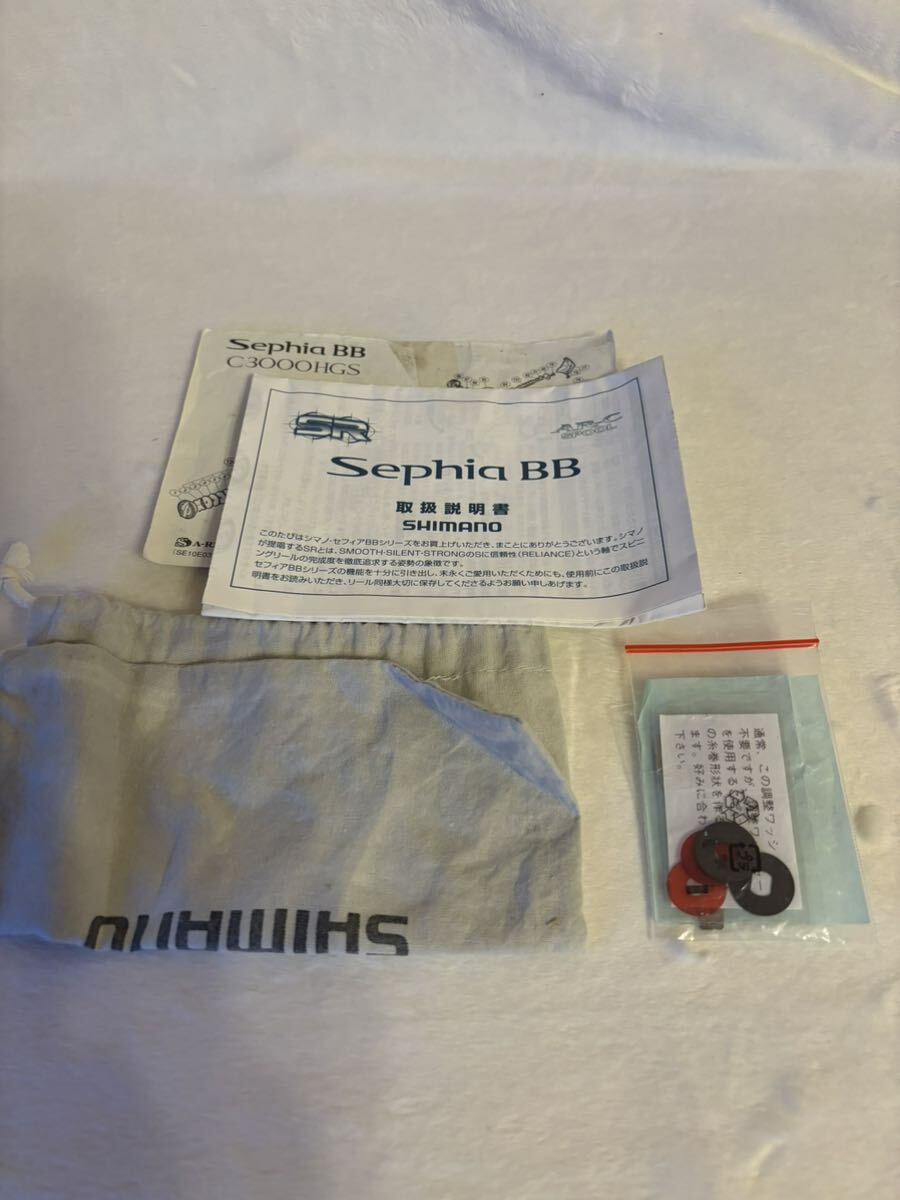 Sephia BB
C3000HGS
SR
AR-C
SPOOL
Sephia BB
取扱説明書
SHIMANO
このたびはシマノ・セフィアBBシリーズをお買上げいただき、まことにありがとうございます。シマノ
が提唱するSRとは、SMOOTH・SILENT・STRONGのSに信頼性(RELIANCE)という軸でスピニ
ングリールの完成度を徹底追求する姿勢の象徴です。
セフィアBBシリーズの機能を十分に引き出し、末永くご愛用いただくためにも、使用前にこの取扱説
明書をお読みいただき、リール同様大切に保存してくださるようお願い申しあげます。
S A-R
(SE10E03
通常、この調整ワッシ
不要ですが
を使用する
の糸巻形状を作る
ます。好みに合わ
下さい。
SHIMANO